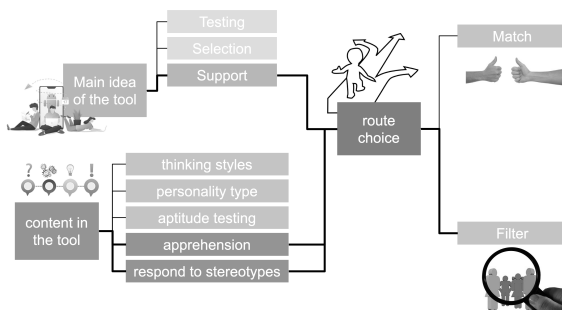 Testing
Selection
Support
Main idea
of the tool
? !
thinking styles
personality type
aptitude testing
apprehension
respond to stereotypes
content in
the tool
route
choice
Match
Filter